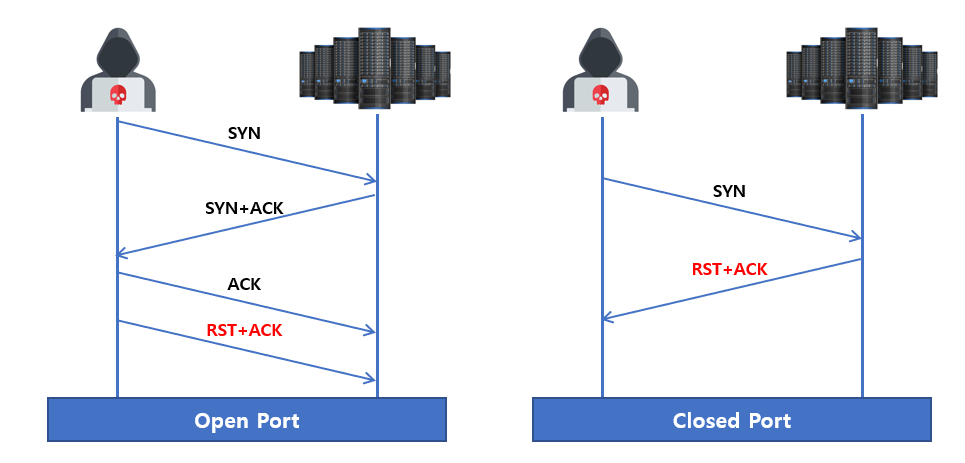 SYN
SYN+ACK
ACK
RST+ACK
Open Port
SYN
RST+ACK
Closed Port